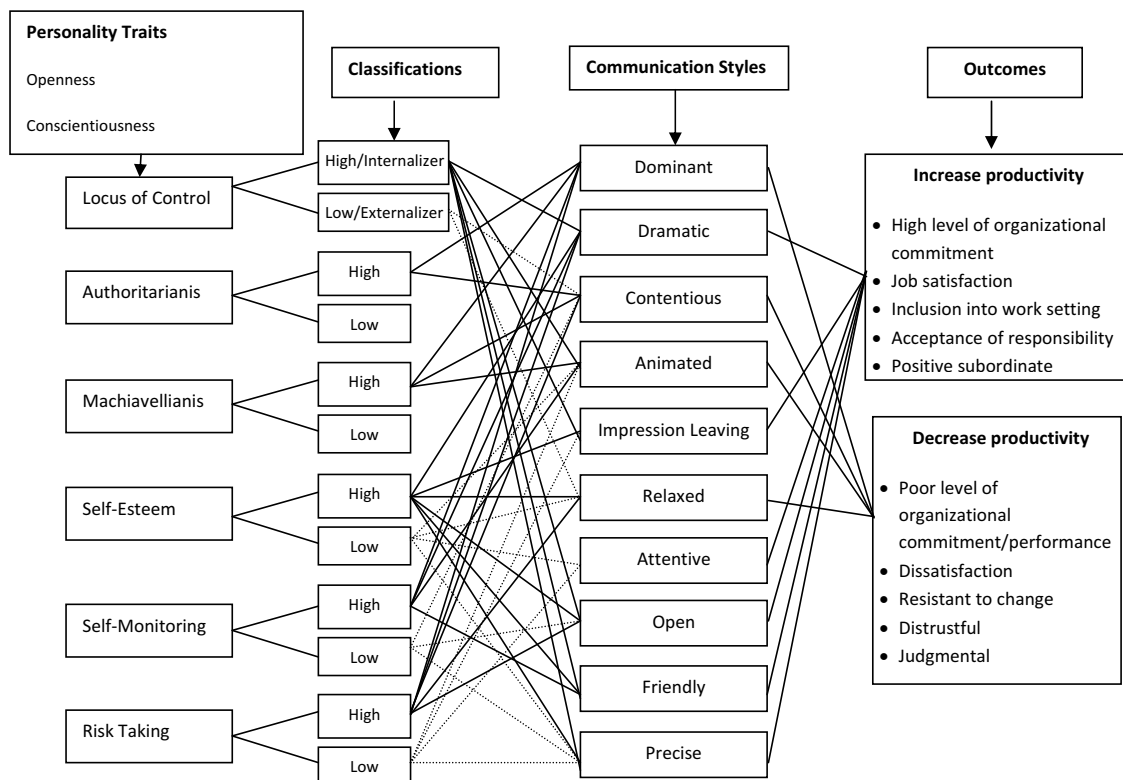 Personality Traits
Openness
Conscientiousness
Classifications
Communication Styles
Outcomes
Locus of Control
High/Internalizer
Low/Externalizer
Authoritarianis
High
Low
Machiavellianis
High
Low
Self-Esteem
High
Low
Self-Monitoring
High
Low
Risk Taking
High
Low
Dominant
Dramatic
Contentious
Animated
Impression Leaving
Relaxed
Attentive
Open
Friendly
Precise
Increase productivity
• High level of organizational
commitment
• Job satisfaction
• Inclusion into work setting
• Acceptance of responsibility
• Positive subordinate
Decrease productivity
• Poor level of
organizational
commitment/performance
• Dissatisfaction
• Resistant to change
• Distrustful
• Judgmental